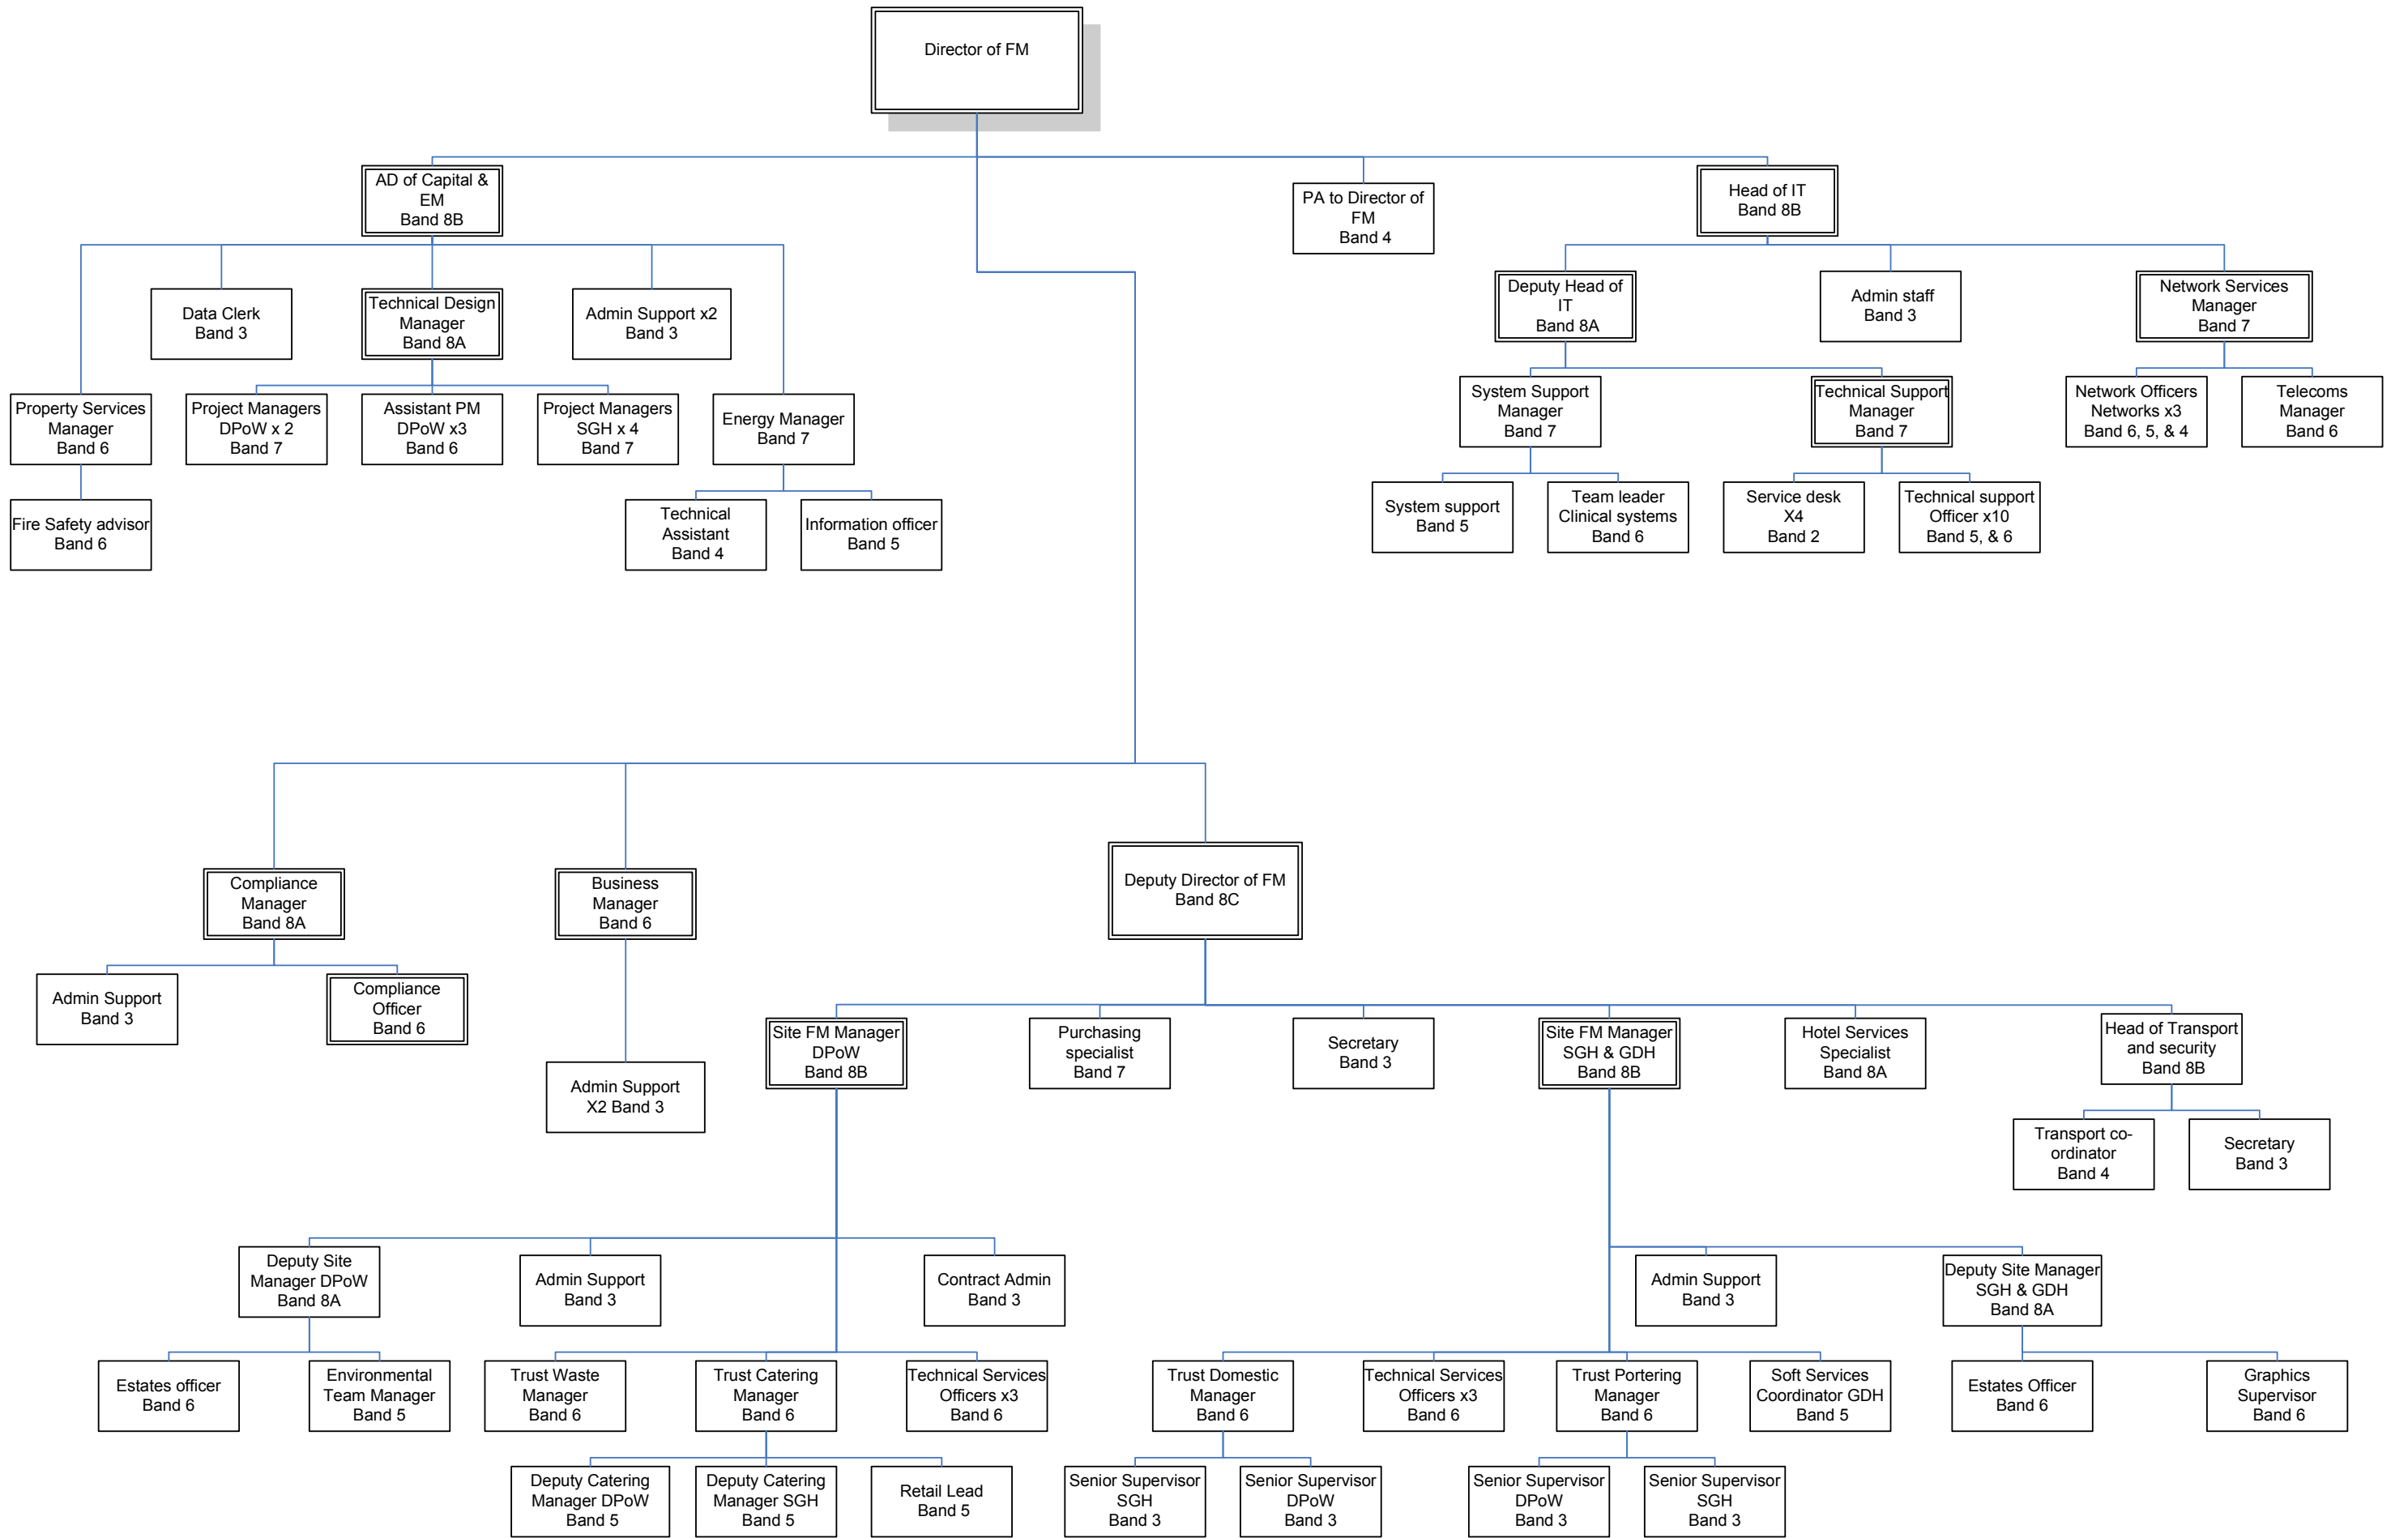 Director of FM
AD of Capital &
EM
Band 8B
PA to Director of
FM
Band 4
Head of IT
Band 8B
Data Clerk
Band 3
Technical Design
Manager
Band 8A
Admin Support x2
Band 3
Deputy Head of
IT
Band 8A
Admin staff
Band 3
Network Services
Manager
Band 7
Property Services
Manager
Band 6
Project Managers
DPoW x 2
Band 7
Assistant PM
DPoW x3
Band 6
Project Managers
SGH x 4
Band 7
Energy Manager
Band 7
System Support
Manager
Band 7
Technical Support
Manager
Band 7
Network Officers
Networks x3
Band 6, 5, & 4
Telecoms
Manager
Band 6
Fire Safety advisor
Band 6
Technical
Assistant
Band 4
Information officer
Band 5
System support
Band 5
Team leader
Clinical systems
Band 6
Service desk
X4
Band 2
Technical support
Officer x10
Band 5, & 6
Compliance
Manager
Band 8A
Business
Manager
Band 6
Deputy Director of FM
Band 8C
Admin Support
Band 3
Compliance
Officer
Band 6
Admin Support
X2 Band 3
Site FM Manager
DPoW
Band 8B
Purchasing
specialist
Band 7
Secretary
Band 3
Site FM Manager
SGH & GDH
Band 8B
Hotel Services
Specialist
Band 8A
Head of Transport
and security
Band 8B
Transport co-
ordinator
Band 4
Secretary
Band 3
Deputy Site
Manager DPoW
Band 8A
Admin Support
Band 3
Contract Admin
Band 3
Admin Support
Band 3
Deputy Site Manager
SGH & GDH
Band 8A
Estates officer
Band 6
Environmental
Team Manager
Band 5
Trust Waste
Manager
Band 6
Trust Catering
Manager
Band 6
Technical Services
Officers x3
Band 6
Trust Domestic
Manager
Band 6
Technical Services
Officers x3
Band 6
Trust Portering
Manager
Band 6
Soft Services
Coordinator GDH
Band 5
Estates Officer
Band 6
Graphics
Supervisor
Band 6
Deputy Catering
Manager DPoW
Band 5
Deputy Catering
Manager SGH
Band 5
Retail Lead
Band 5
Senior Supervisor
SGH
Band 3
Senior Supervisor
DPoW
Band 3
Senior Supervisor
DPoW
Band 3
Senior Supervisor
SGH
Band 3